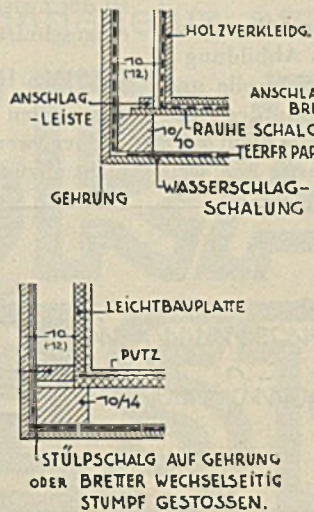 HOLZVERKLEIDG.
10
(12)
ANSCHLAG
-LEISTE
ANSCHLA
BRE
RAUHE SCHALG
10/10
TEERFR PAP
WASSERSCHLAG-
SCHALUNG
GEHRUNG
LEICHTBAUPLATTE
10
(12)
PUTZ
10/14
STÜLPSCHALG AUF GEHRUNG
ODER BRETTER WECHSELSEITIG
STUMPF GESTOSSEN.